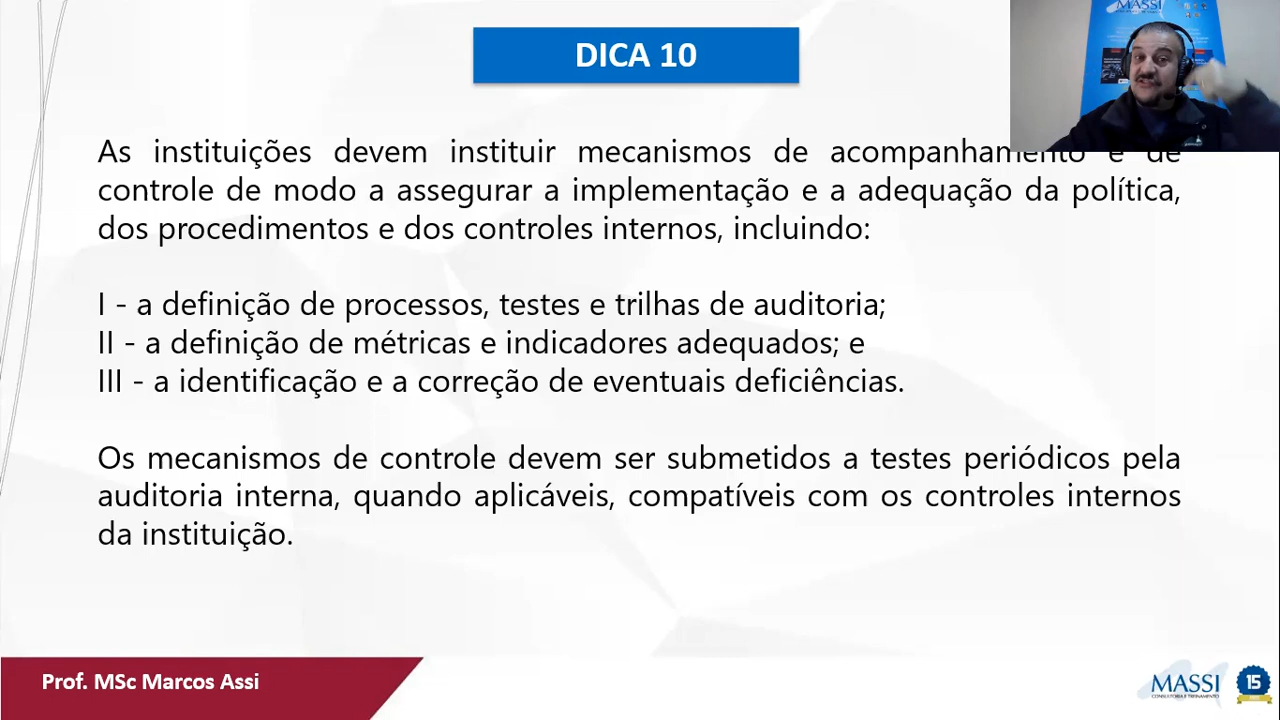 MASSI
DICA 10
As instituições devem instituir mecanismos de acompanhamento e de
controle de modo a assegurar a implementação e a adequação da política,
dos procedimentos e dos controles internos, incluindo:
I - a definição de processos, testes e trilhas de auditoria;
II - a definição de métricas e indicadores adequados; e
III - a identificação e a correção de eventuais deficiências.
Os mecanismos de controle devem ser submetidos a testes periódicos pela
auditoria interna, quando aplicáveis, compatíveis com os controles internos
da instituição.
Prof. MSc Marcos Assi
MASSI
CONSULTORIA E TREINAMENTO
15